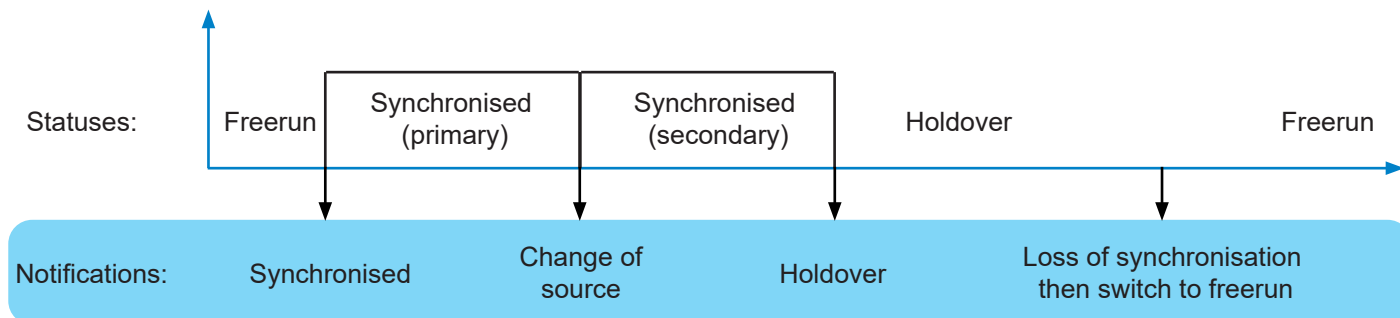 Statuses:
Freerun
Synchronised
(primary)
Synchronised
(secondary)
Holdover
Freerun
Notifications:
Synchronised
Change of
source
Holdover
Loss of synchronisation
then switch to freerun